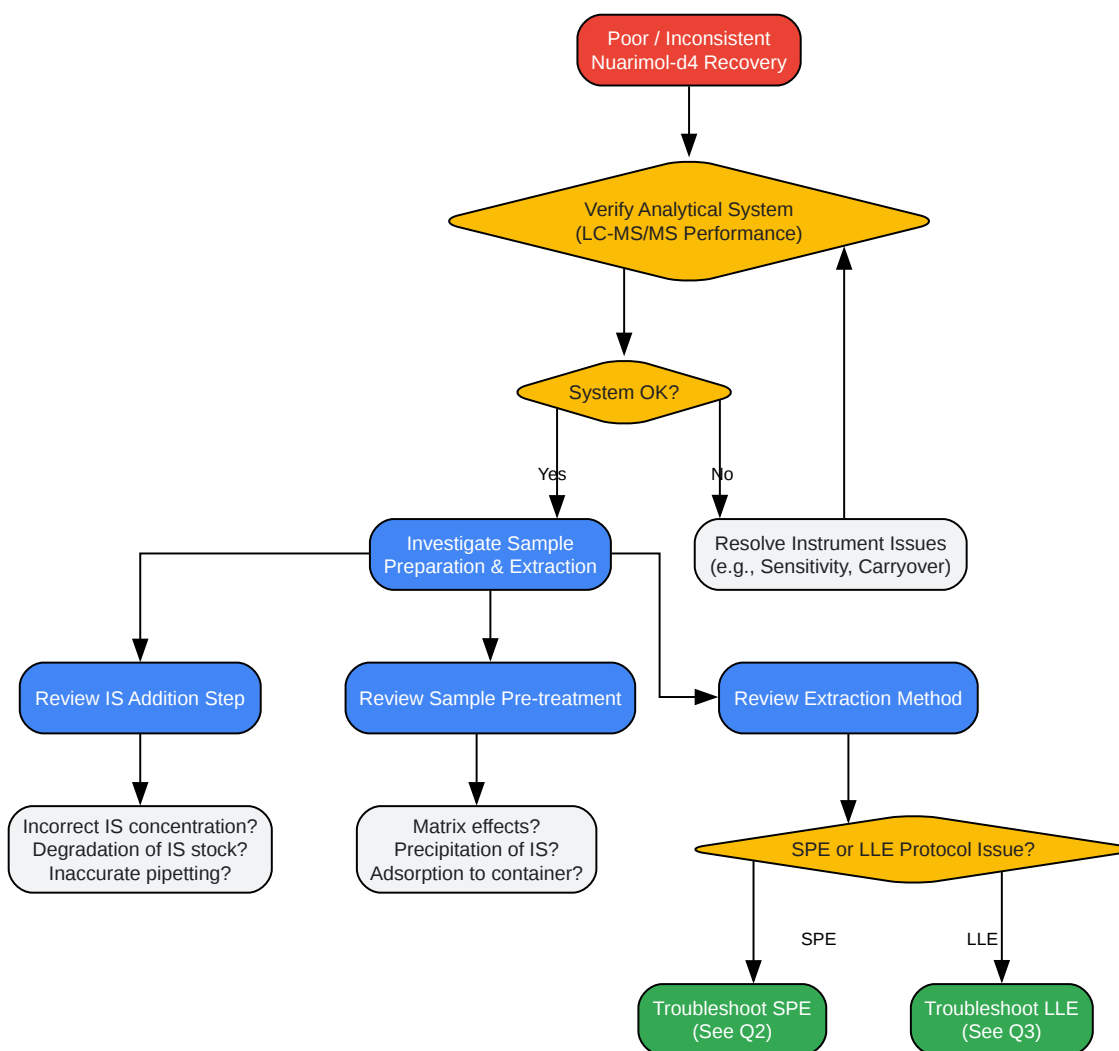 Poor / Inconsistent
Nuarimol-d4 Recovery
Verify Analytical System
(LC-MS/MS Performance)
System OK?
Yes
No
Investigate Sample
Preparation & Extraction
Resolve Instrument Issues
(e.g., Sensitivity, Carryover)
Review IS Addition Step
Review Sample Pre-treatment
Review Extraction Method
Incorrect IS concentration?
Degradation of IS stock?
Inaccurate pipetting?
Matrix effects?
Precipitation of IS?
Adsorption to container?
SPE or LLE Protocol Issue?
SPE
LLE
Troubleshoot SPE
(See Q2)
Troubleshoot LLE
(See Q3)